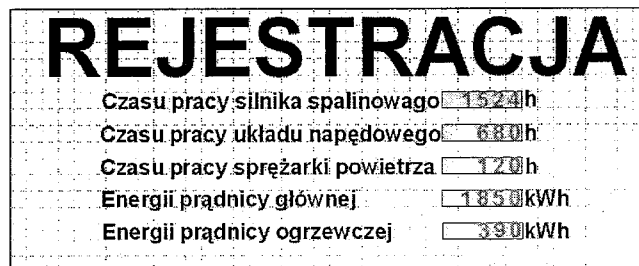 REJESTRACJA
Czasu pracy silnika spalinowago 1524 h
Czasu pracy układu napędowego 680 h
Czasu pracy sprężarki powietrza 120 h
Energii prądnicy głównej 1850 kWh
Energii prądnicy ogrzewczej 390 kWh